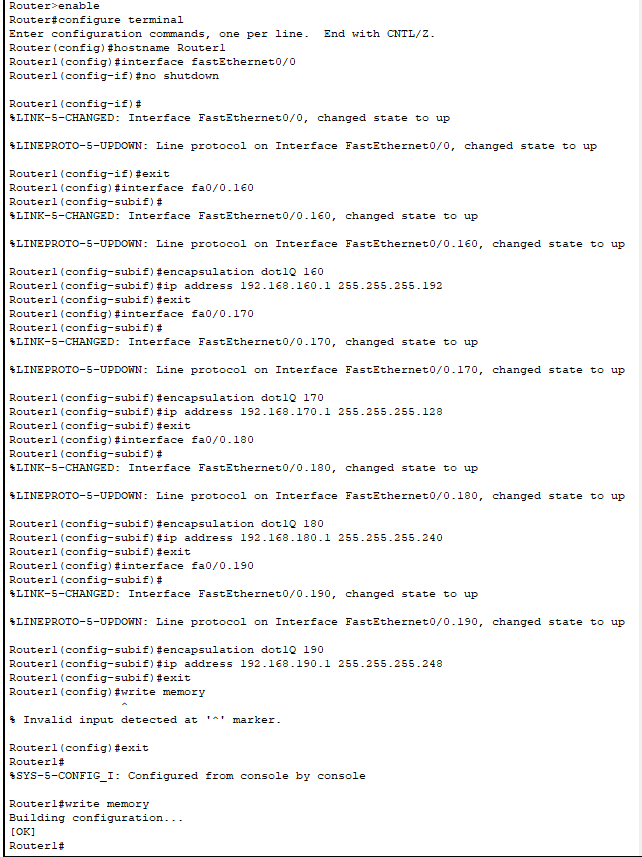 Router>enable
Router#configure terminal
Enter configuration commands, one per line.  End with CNTL/Z.
Router(config)#hostname Router1
Router1(config)#interface fastEthernet0/0
Router1(config-if)#no shutdown

Router1(config-if)#
%LINK-5-CHANGED: Interface FastEthernet0/0, changed state to up

%LINEPROTO-5-UPDOWN: Line protocol on Interface FastEthernet0/0, changed state to up

Router1(config-if)#exit
Router1(config)#interface fa0/0.160
Router1(config-subif)#
%LINK-5-CHANGED: Interface FastEthernet0/0.160, changed state to up

%LINEPROTO-5-UPDOWN: Line protocol on Interface FastEthernet0/0.160, changed state to up

Router1(config-subif)#encapsulation dot1Q 160
Router1(config-subif)#ip address 192.168.160.1 255.255.255.192
Router1(config-subif)#exit
Router1(config)#interface fa0/0.170
Router1(config-subif)#
%LINK-5-CHANGED: Interface FastEthernet0/0.170, changed state to up

%LINEPROTO-5-UPDOWN: Line protocol on Interface FastEthernet0/0.170, changed state to up

Router1(config-subif)#encapsulation dot1Q 170
Router1(config-subif)#ip address 192.168.170.1 255.255.255.128
Router1(config-subif)#exit
Router1(config)#interface fa0/0.180
Router1(config-subif)#
%LINK-5-CHANGED: Interface FastEthernet0/0.180, changed state to up

%LINEPROTO-5-UPDOWN: Line protocol on Interface FastEthernet0/0.180, changed state to up

Router1(config-subif)#encapsulation dot1Q 180
Router1(config-subif)#ip address 192.168.180.1 255.255.255.240
Router1(config-subif)#exit
Router1(config)#interface fa0/0.190
Router1(config-subif)#
%LINK-5-CHANGED: Interface FastEthernet0/0.190, changed state to up

%LINEPROTO-5-UPDOWN: Line protocol on Interface FastEthernet0/0.190, changed state to up

Router1(config-subif)#encapsulation dot1Q 190
Router1(config-subif)#ip address 192.168.190.1 255.255.255.248
Router1(config-subif)#exit
Router1(config)#write memory
                 ^
% Invalid input detected at '^' marker.

Router1(config)#exit
Router1#
%SYS-5-CONFIG_I: Configured from console by console

Router1#write memory
Building configuration...
[OK]
Router1#